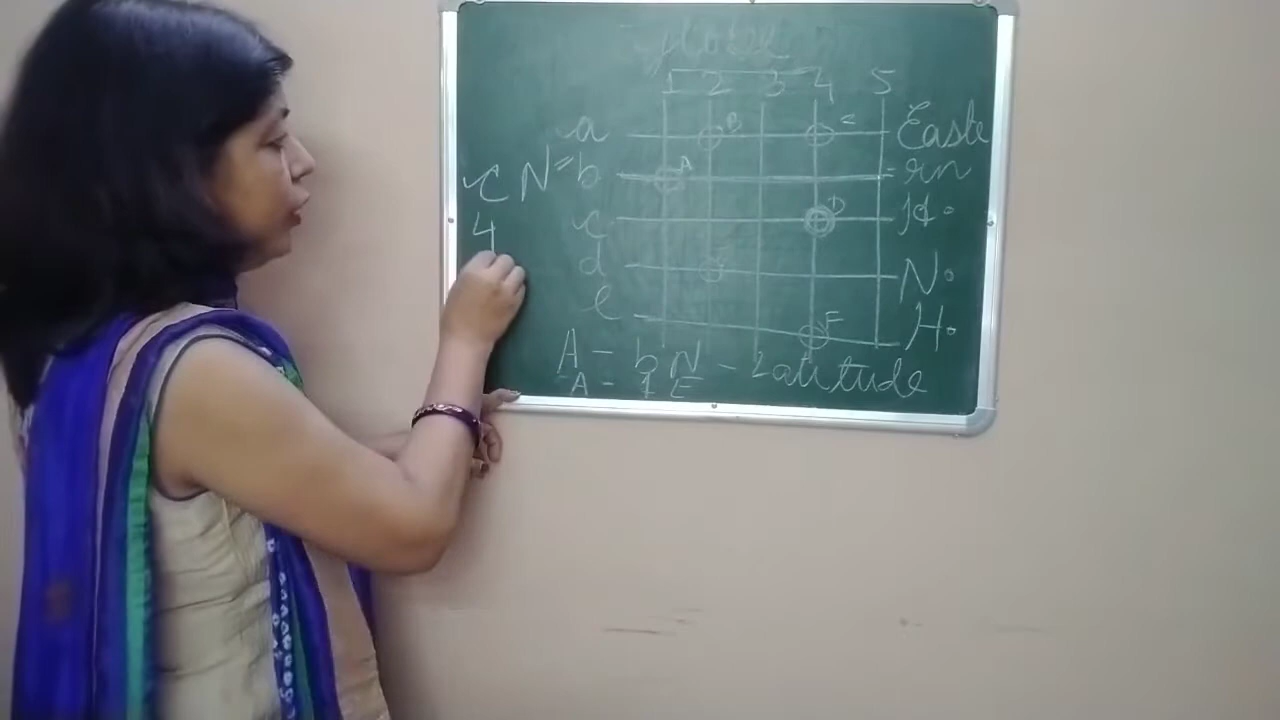 1 2 3 4 5
a B C Easte
C N = b A rn
4 c D H.
d N.
e F H.
A - b N - Latitude
A - 1 E